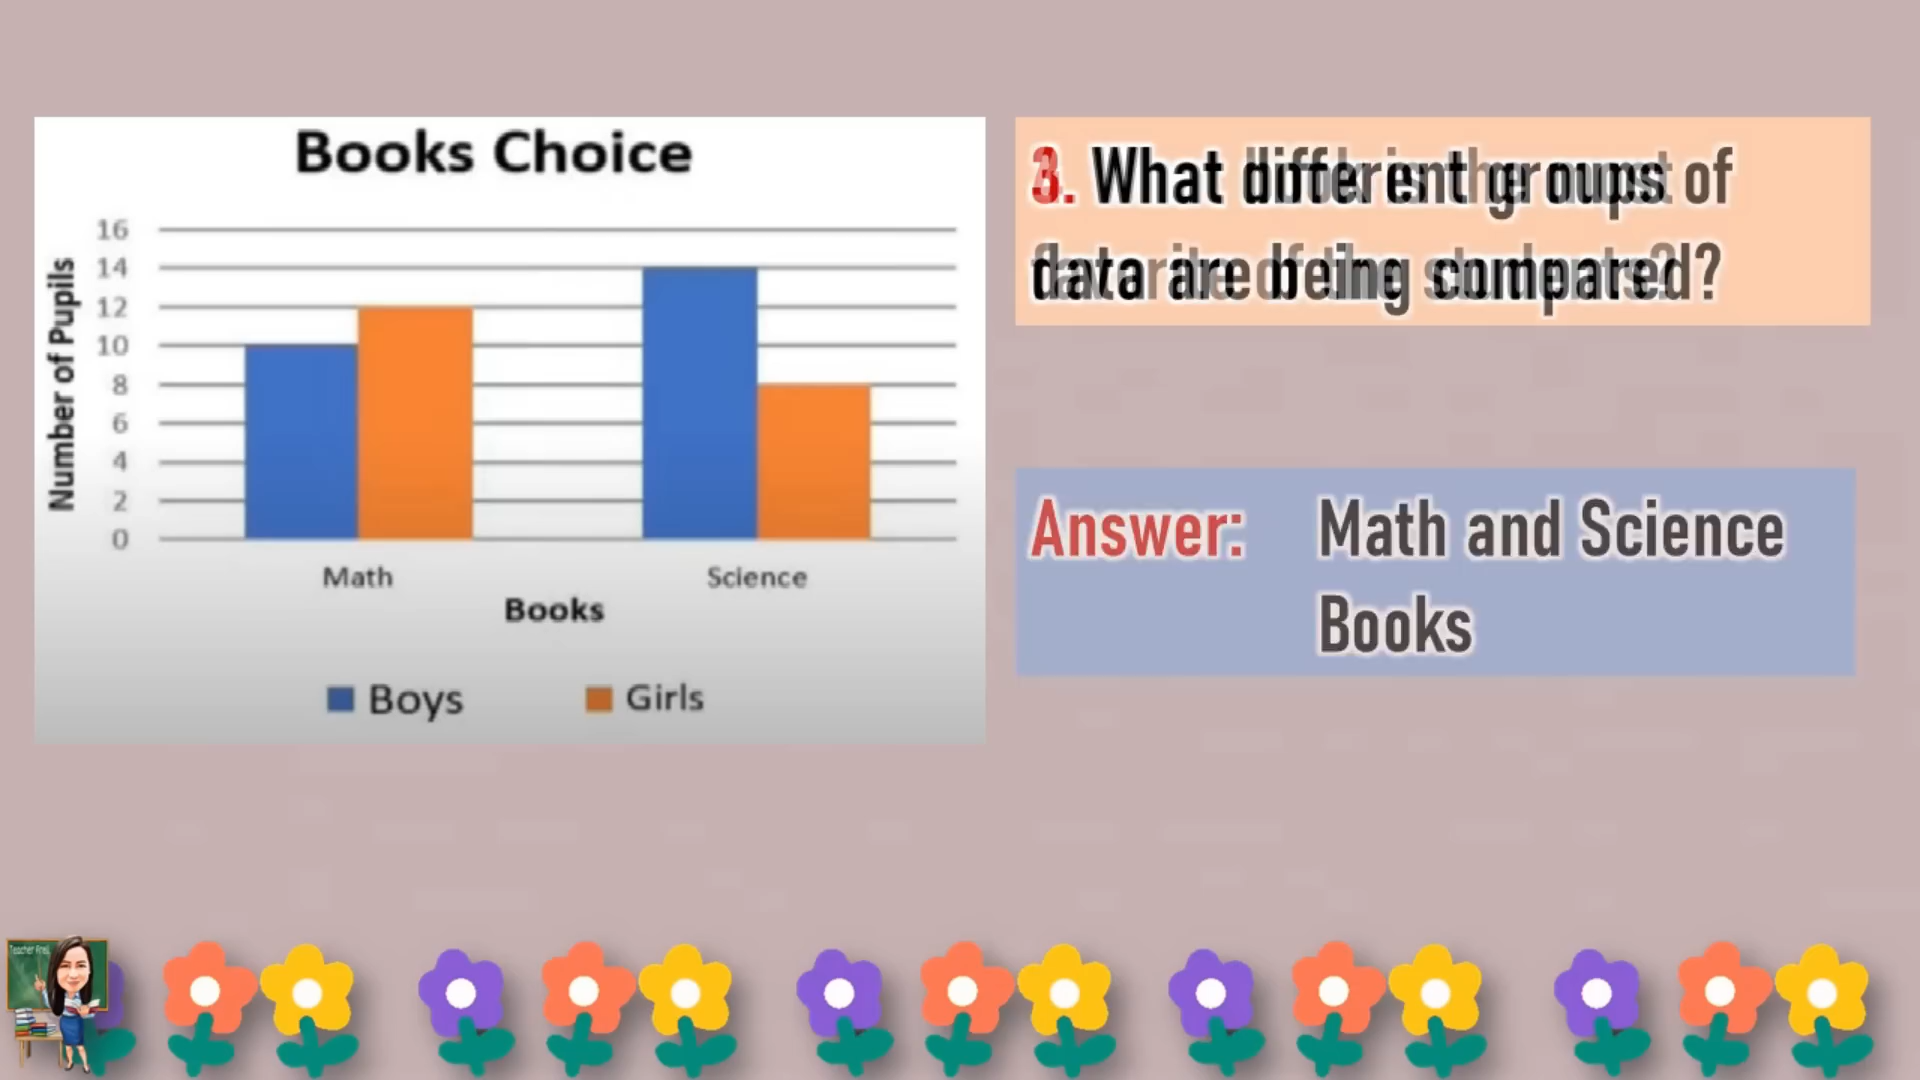 Books Choice
Number of Pupils
16
14
12
10
8
6
4
2
0
Math
Science
Books
Boys
Girls
3. What different groups of
data are being compared?
Answer: Math and Science
Books